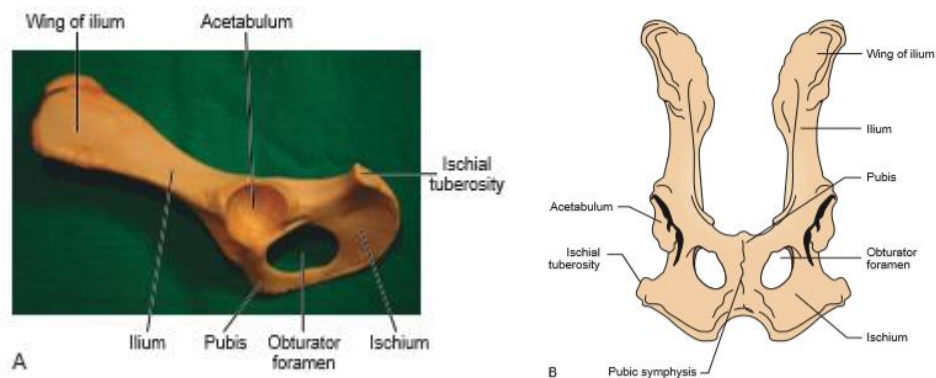 Wing of ilium
Acetabulum
Ischial
tuberosity
Ilium
Pubis
Obturator
foramen
Ischium
A
Wing of ilium
Ilium
Pubis
Acetabulum
Ischial
tuberosity
Obturator
foramen
Ischium
Pubic symphysis
B